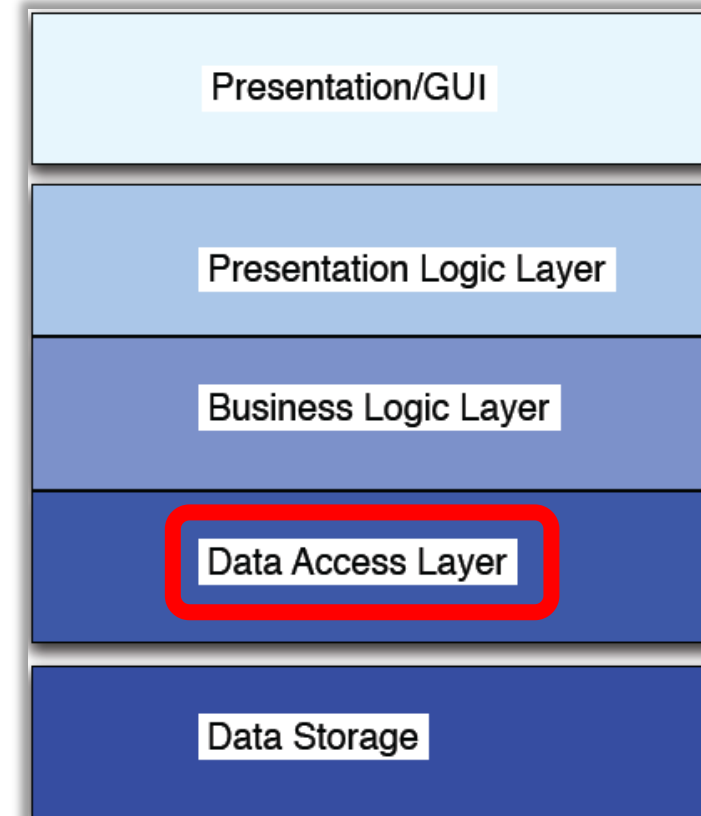 Presentation/GUI
Presentation Logic Layer
Business Logic Layer
Data Access Layer
Data Storage